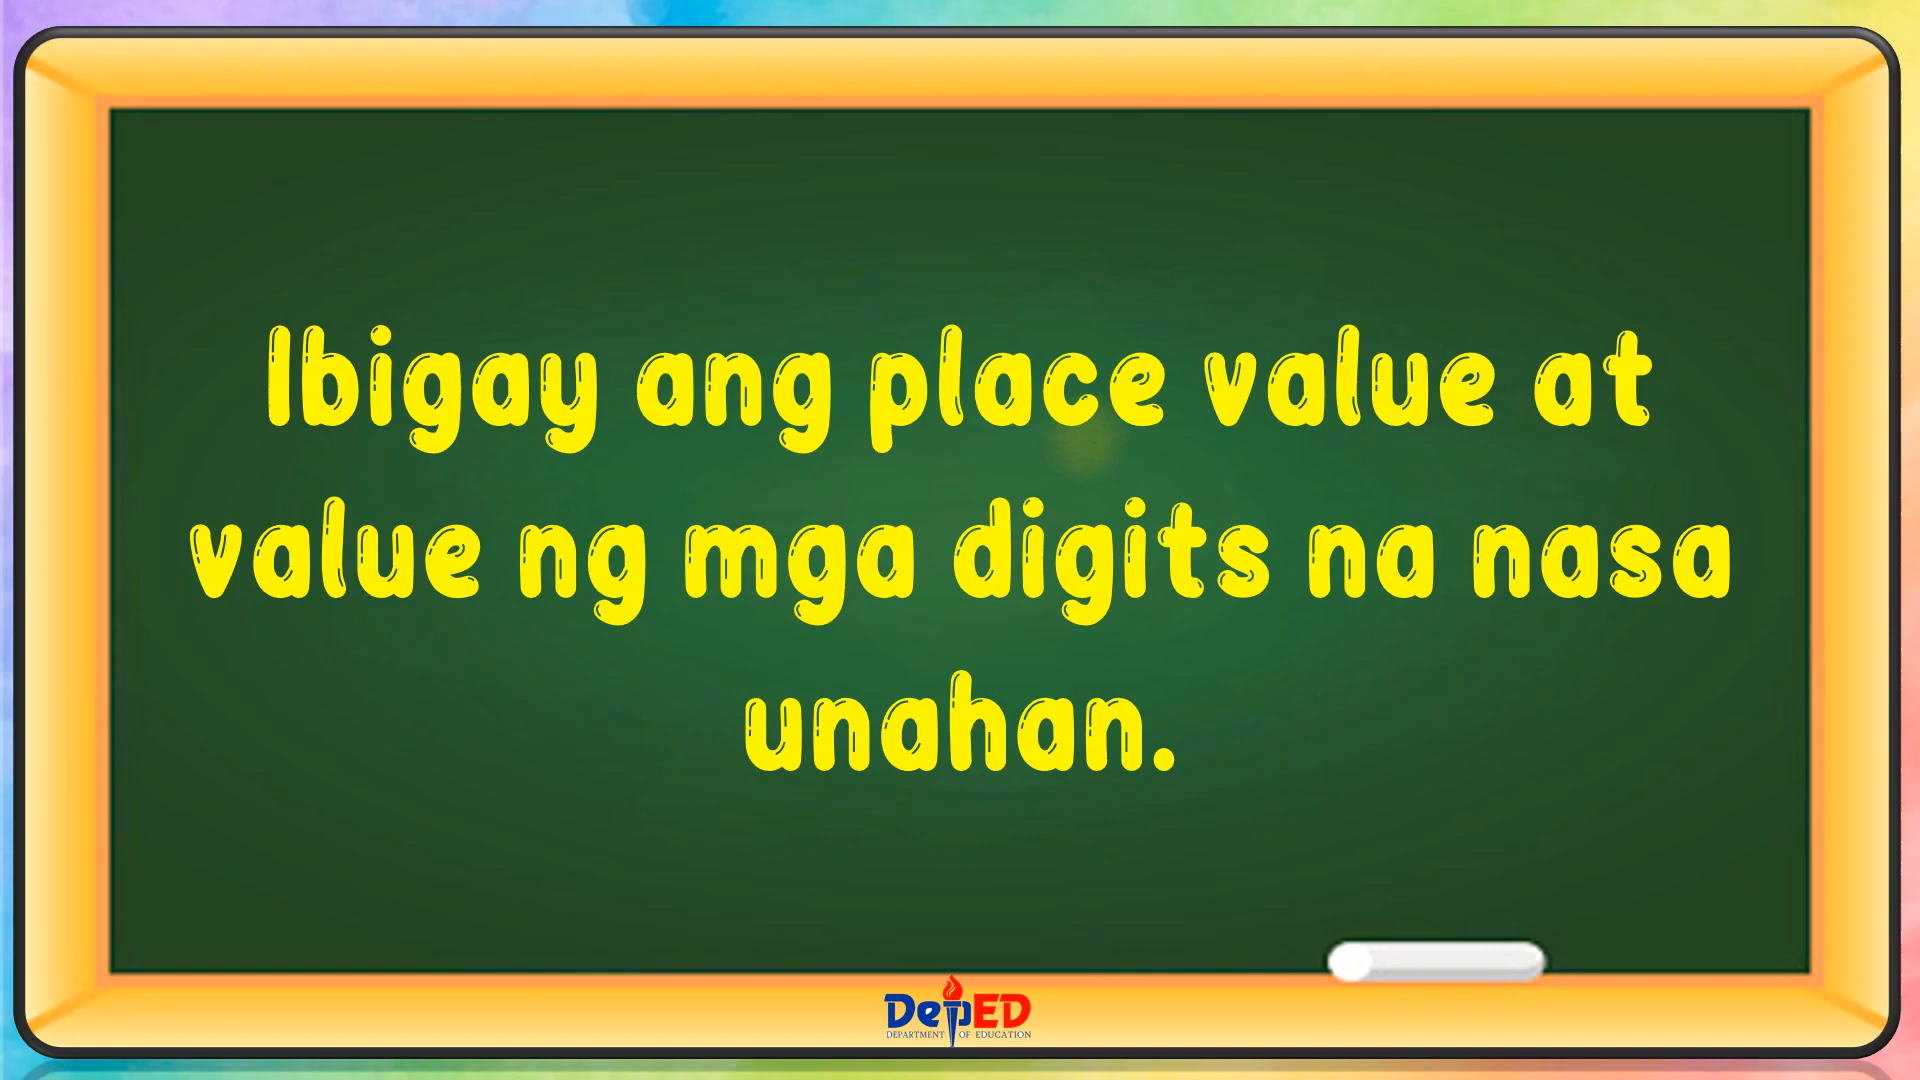 Ibigay ang place value at
value ng mga digits na nasa
unahan.
DepED
DEPARTMENT OF EDUCATION